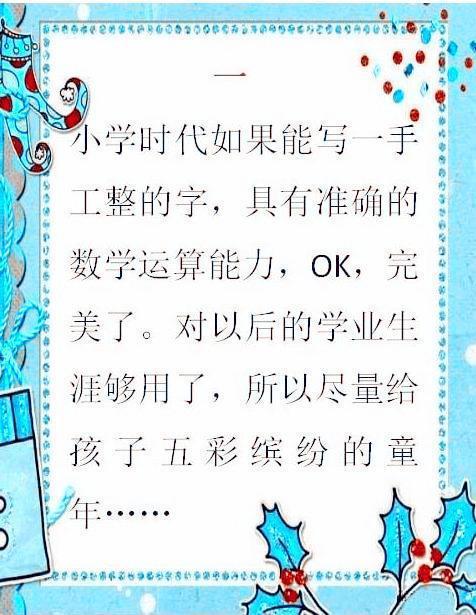 一
小学时代如果能写一手
工整的字，具有准确的
数学运算能力，OK，完
美了。对以后的学业生
涯够用了，所以尽量给
孩子五彩缤纷的童
年……